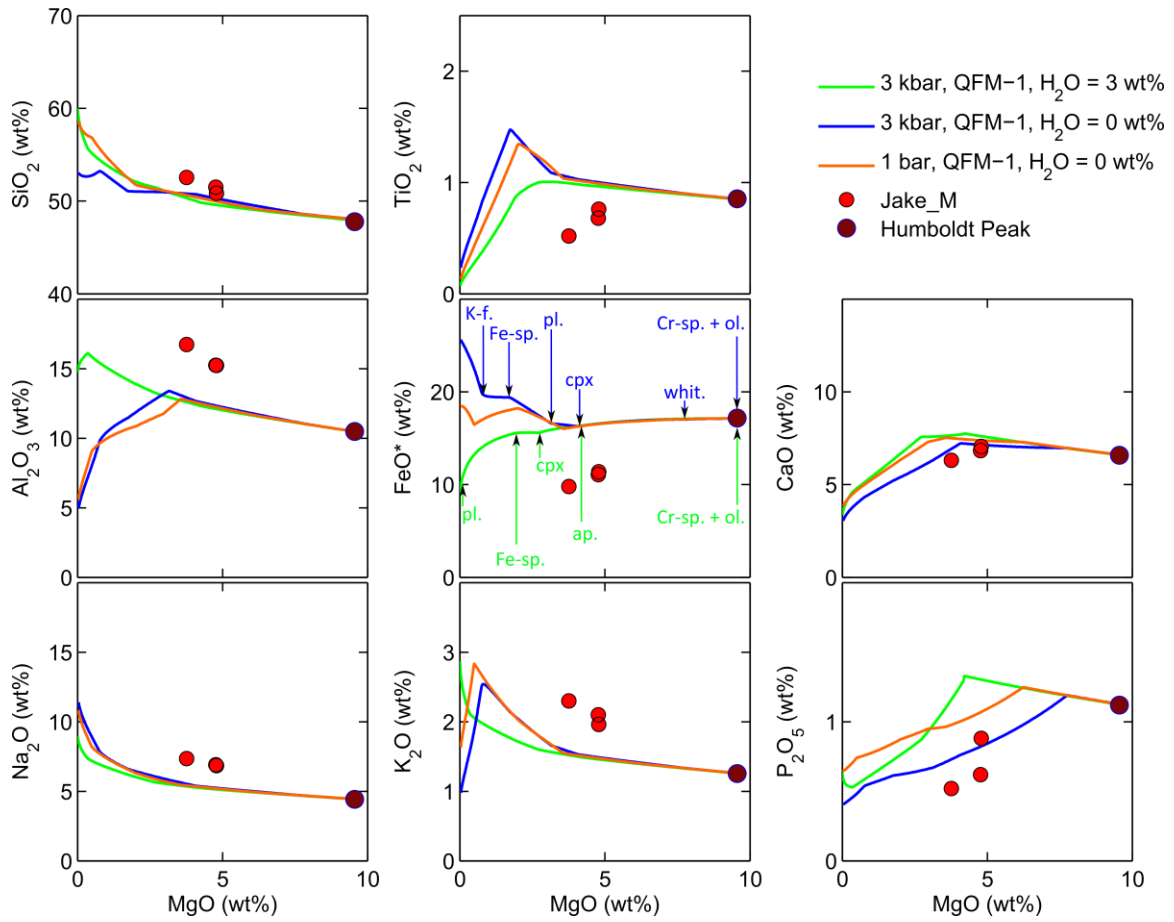 70
60
50
40
SiO2 (wt%)
2
1
0
TiO2 (wt%)
3 kbar, QFM−1, H2O = 3 wt%
3 kbar, QFM−1, H2O = 0 wt%
1 bar, QFM−1, H2O = 0 wt%
Jake_M
Humboldt Peak
15
10
5
0
Al2O3 (wt%)
20
10
0
FeO* (wt%)
K-f.
Fe-sp.
pl.
cpx
whit.
Cr-sp. + ol.
pl.
Fe-sp.
cpx
ap.
Cr-sp. + ol.
10
5
0
CaO (wt%)
15
10
5
0
Na2O (wt%)
0 5 10
MgO (wt%)
3
2
1
0
K2O (wt%)
0 5 10
MgO (wt%)
1
0
P2O5 (wt%)
0 5 10
MgO (wt%)